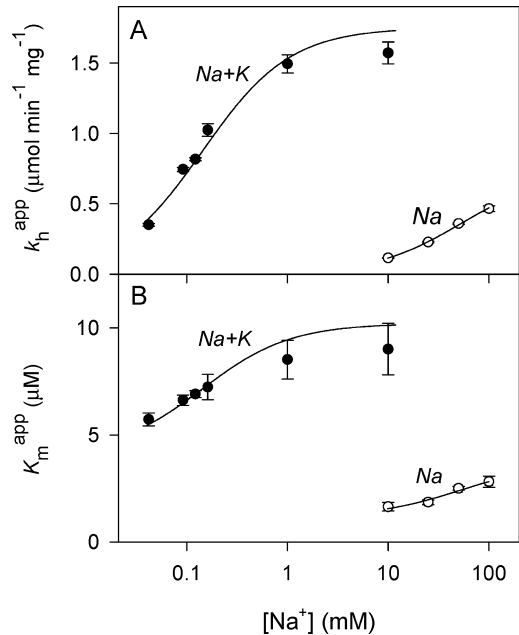 A
1.5
1.0
0.5
0.0
k_h^app (μmol min⁻¹ mg⁻¹)
Na+K
Na
B
10
5
0
K_m^app (μM)
Na+K
Na
0.1 1 10 100
[Na⁺] (mM)